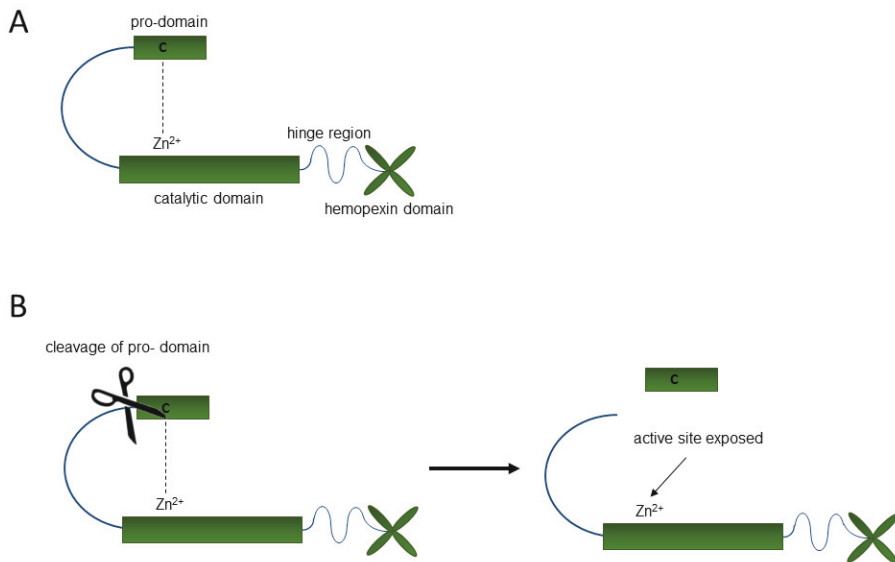 A
pro-domain
C
Zn²⁺
hinge region
catalytic domain
hemopexin domain
B
cleavage of pro- domain
C
Zn²⁺
C
active site exposed
Zn²⁺